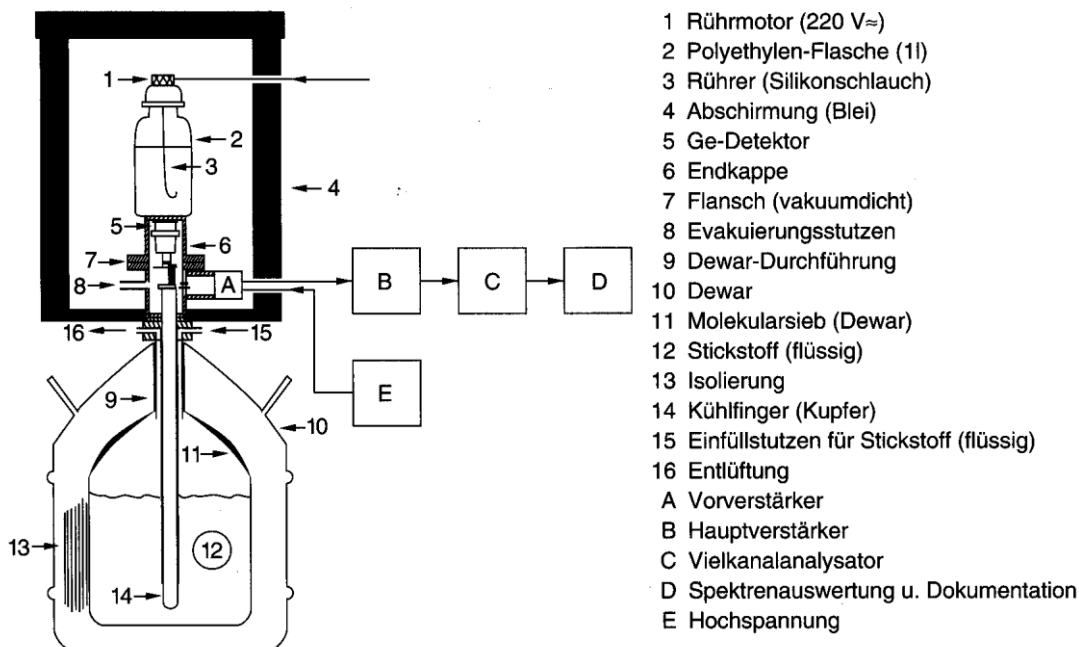 1
2
3
4
5
6
7
8
A
B
C
D
16
15
E
9
10
11
13
12
14
1 Rührmotor (220 V≈)
2 Polyethylen-Flasche (1l)
3 Rührer (Silikonschlauch)
4 Abschirmung (Blei)
5 Ge-Detektor
6 Endkappe
7 Flansch (vakuumdicht)
8 Evakuierungsstutzen
9 Dewar-Durchführung
10 Dewar
11 Molekularsieb (Dewar)
12 Stickstoff (flüssig)
13 Isolierung
14 Kühlfinger (Kupfer)
15 Einfüllstutzen für Stickstoff (flüssig)
16 Entlüftung
A Vorverstärker
B Hauptverstärker
C Vielkanalanalysator
D Spektrenauswertung u. Dokumentation
E Hochspannung